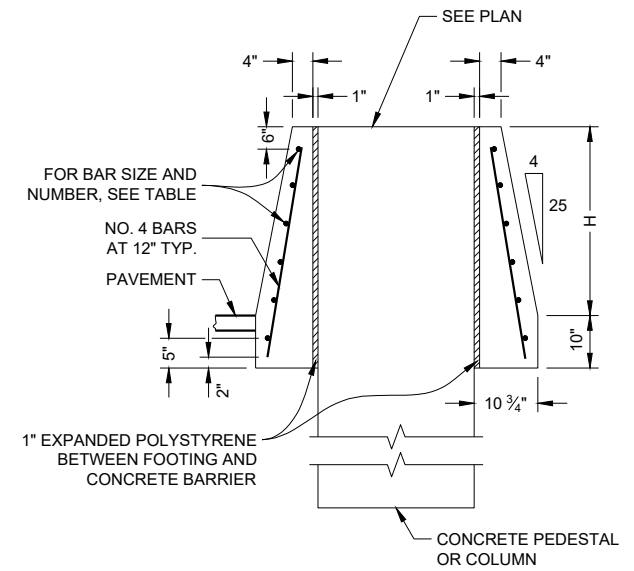 SEE PLAN
4"
4"
1"
1"
6"
FOR BAR SIZE AND
NUMBER, SEE TABLE
4
25
H
NO. 4 BARS
AT 12" TYP.
PAVEMENT
5"
2"
10"
10 3/4"
1" EXPANDED POLYSTYRENE
BETWEEN FOOTING AND
CONCRETE BARRIER
CONCRETE PEDESTAL
OR COLUMN